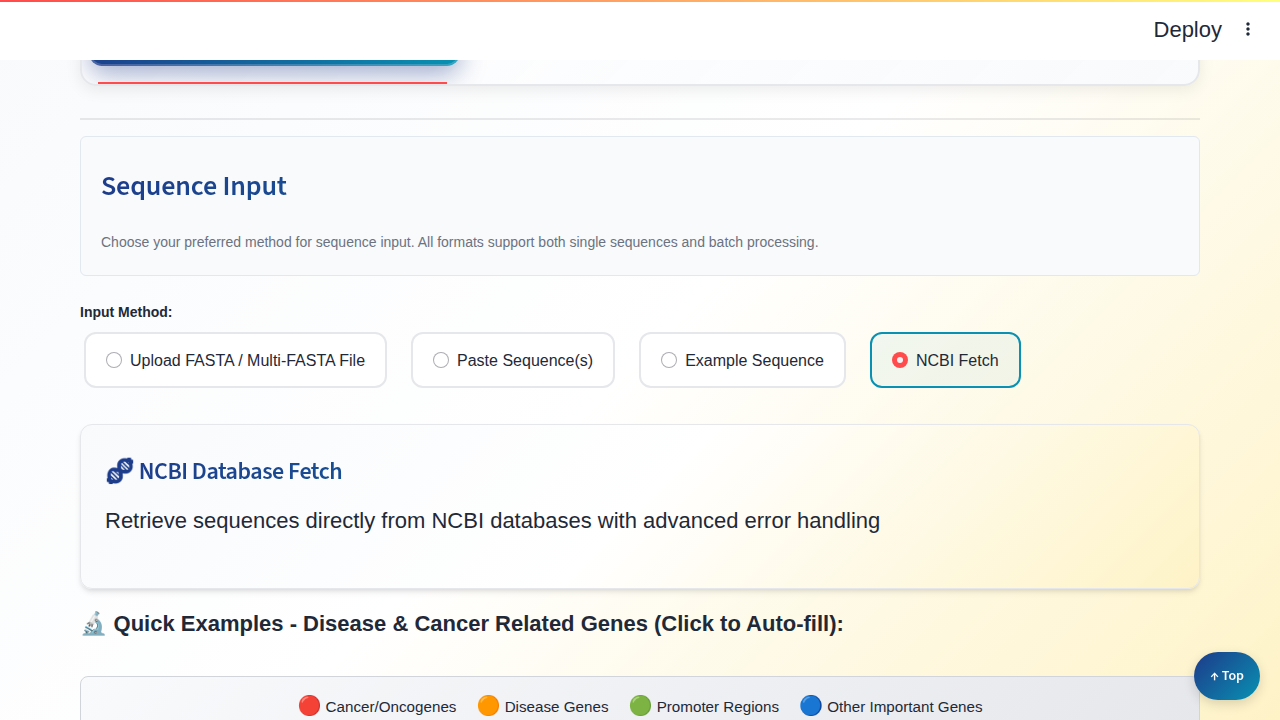 Deploy
Sequence Input
Choose your preferred method for sequence input. All formats support both single sequences and batch processing.
Input Method:
Upload FASTA / Multi-FASTA File
Paste Sequence(s)
Example Sequence
NCBI Fetch
🧬 NCBI Database Fetch
Retrieve sequences directly from NCBI databases with advanced error handling
🔬 Quick Examples - Disease & Cancer Related Genes (Click to Auto-fill):
↑ Top
🔴 Cancer/Oncogenes 🟠 Disease Genes 🟢 Promoter Regions 🔵 Other Important Genes